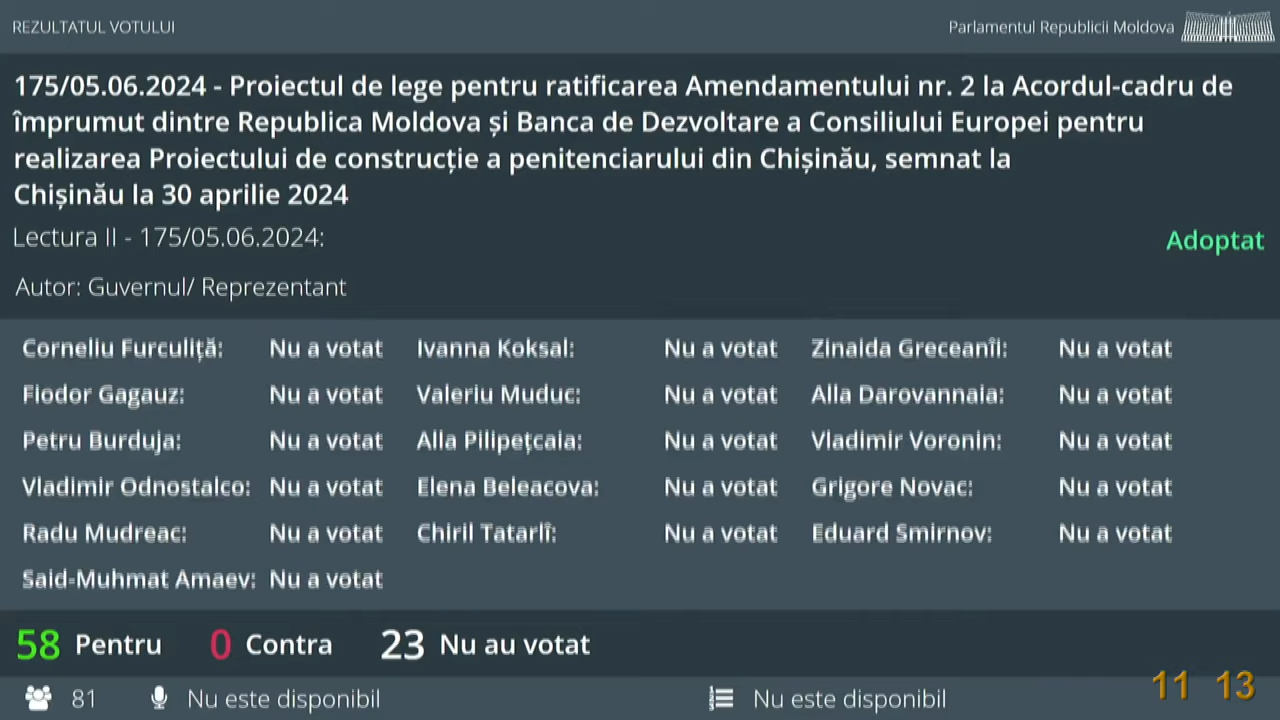 REZULTATUL VOTULUI
Parlamentul Republicii Moldova
175/05.06.2024 - Proiectul de lege pentru ratificarea Amendamentului nr. 2 la Acordul-cadru de
împrumut dintre Republica Moldova și Banca de Dezvoltare a Consiliului Europei pentru
realizarea Proiectului de construcție a penitenciarului din Chișinău, semnat la
Chișinău la 30 aprilie 2024
Lectura II - 175/05.06.2024:
Adoptat
Autor: Guvernul/ Reprezentant
Corneliu Furculiță: Nu a votat Ivanna Koksal: Nu a votat Zinaida Greceanîi: Nu a votat
Fiodor Gagauz: Nu a votat Valeriu Muduc: Nu a votat Alla Darovannaia: Nu a votat
Petru Burduja: Nu a votat Alla Pilipețcaia: Nu a votat Vladimir Voronin: Nu a votat
Vladimir Odnostalco: Nu a votat Elena Beleacova: Nu a votat Grigore Novac: Nu a votat
Radu Mudreac: Nu a votat Chiril Tatarlî: Nu a votat Eduard Smirnov: Nu a votat
Said-Muhmat Amaev: Nu a votat
58 Pentru 0 Contra 23 Nu au votat
81 Nu este disponibil Nu este disponibil
11 13